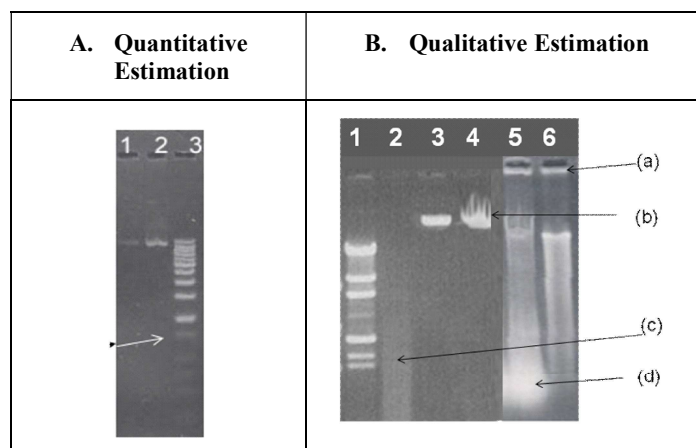 A. Quantitative
Estimation
B. Qualitative Estimation
1 2 3
1 2 3 4 5 6
(a)
(b)
(c)
(d)